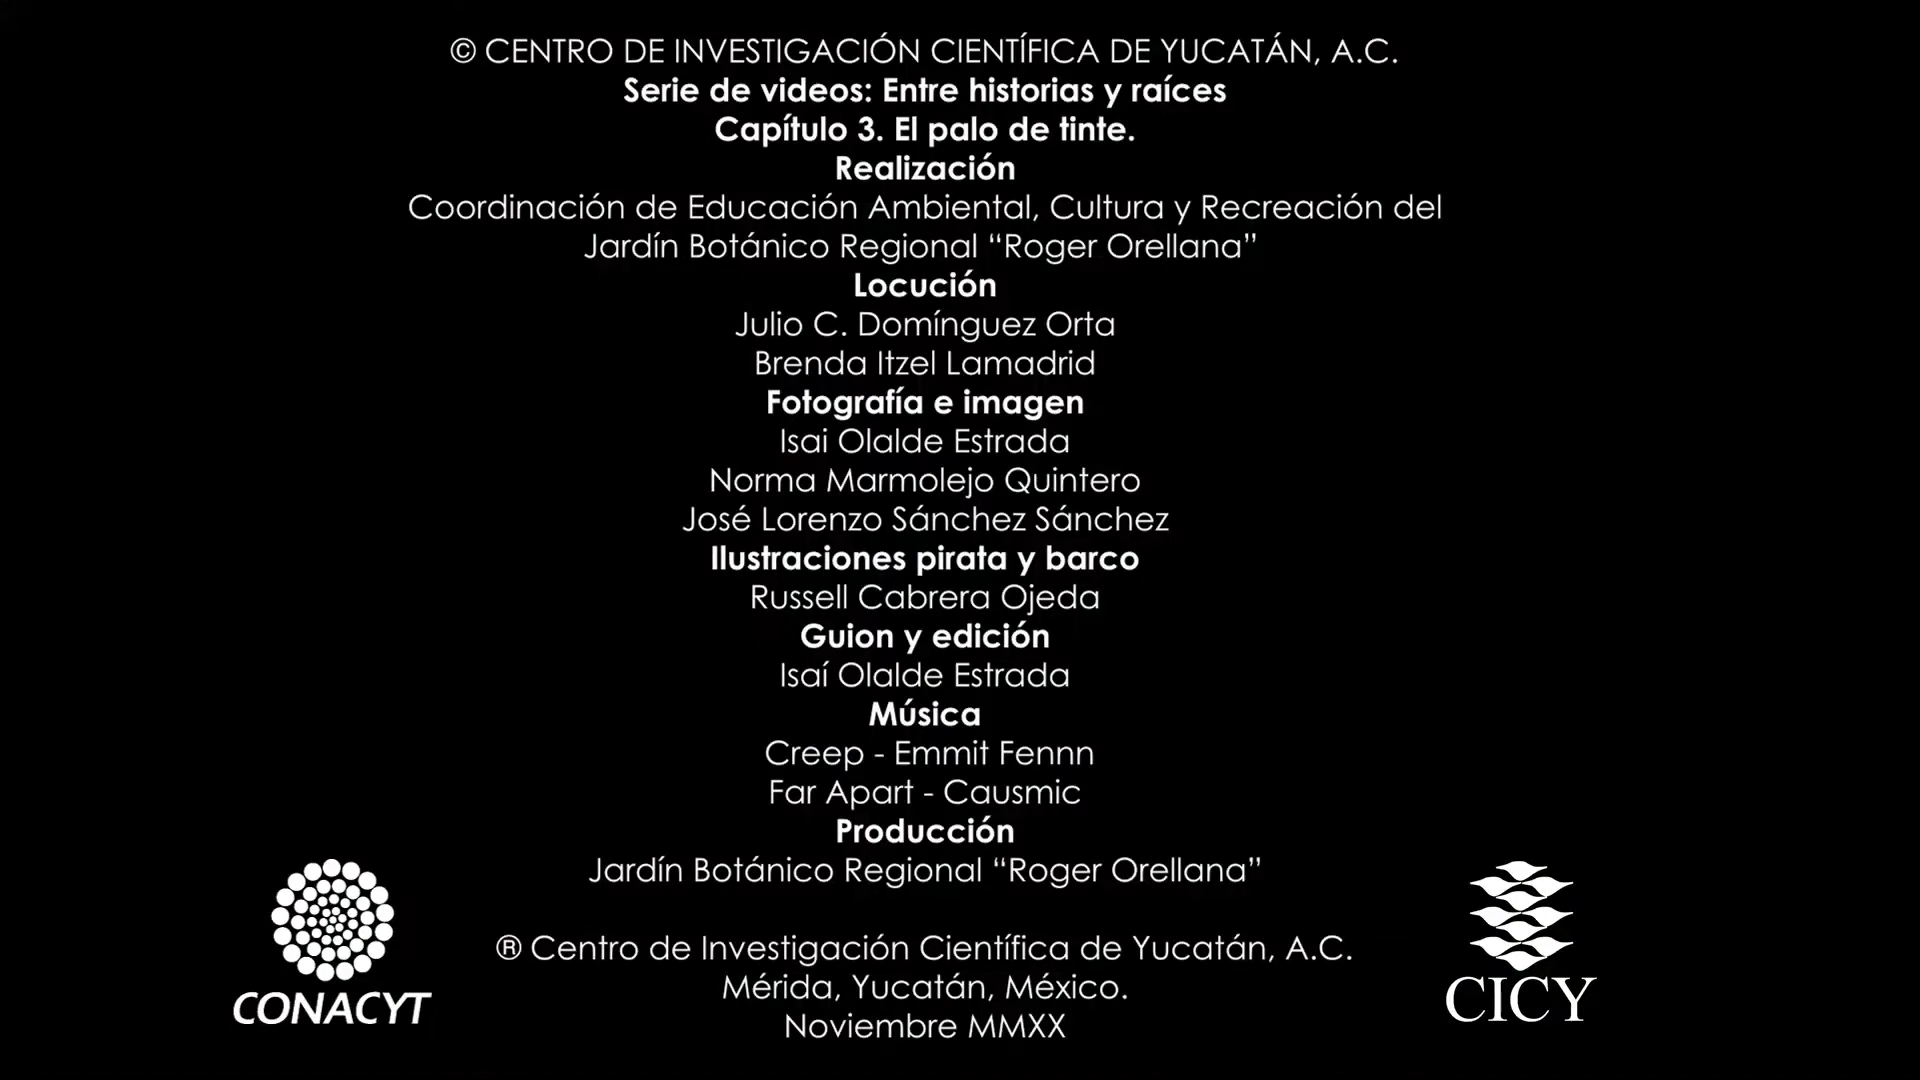 © CENTRO DE INVESTIGACIÓN CIENTÍFICA DE YUCATÁN, A.C.
Serie de videos: Entre historias y raíces
Capítulo 3. El palo de tinte.
Realización
Coordinación de Educación Ambiental, Cultura y Recreación del
Jardín Botánico Regional “Roger Orellana”
Locución
Julio C. Domínguez Orta
Brenda Itzel Lamadrid
Fotografía e imagen
Isai Olalde Estrada
Norma Marmolejo Quintero
José Lorenzo Sánchez Sánchez
Ilustraciones pirata y barco
Russell Cabrera Ojeda
Guion y edición
Isaí Olalde Estrada
Música
Creep - Emmit Fennn
Far Apart - Causmic
Producción
Jardín Botánico Regional “Roger Orellana”
® Centro de Investigación Científica de Yucatán, A.C.
Mérida, Yucatán, México.
Noviembre MMXX
CONACYT
CICY